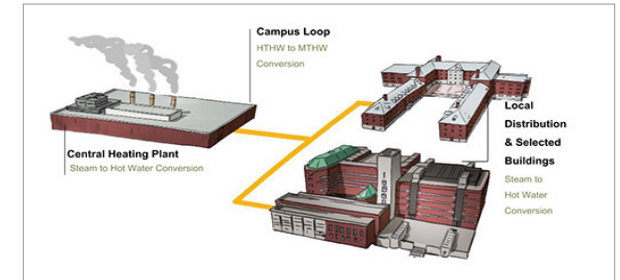 Campus Loop
HTHW to MTHW
Conversion
Central Heating Plant
Steam to Hot Water Conversion
Local
Distribution
& Selected
Buildings
Steam to
Hot Water
Conversion